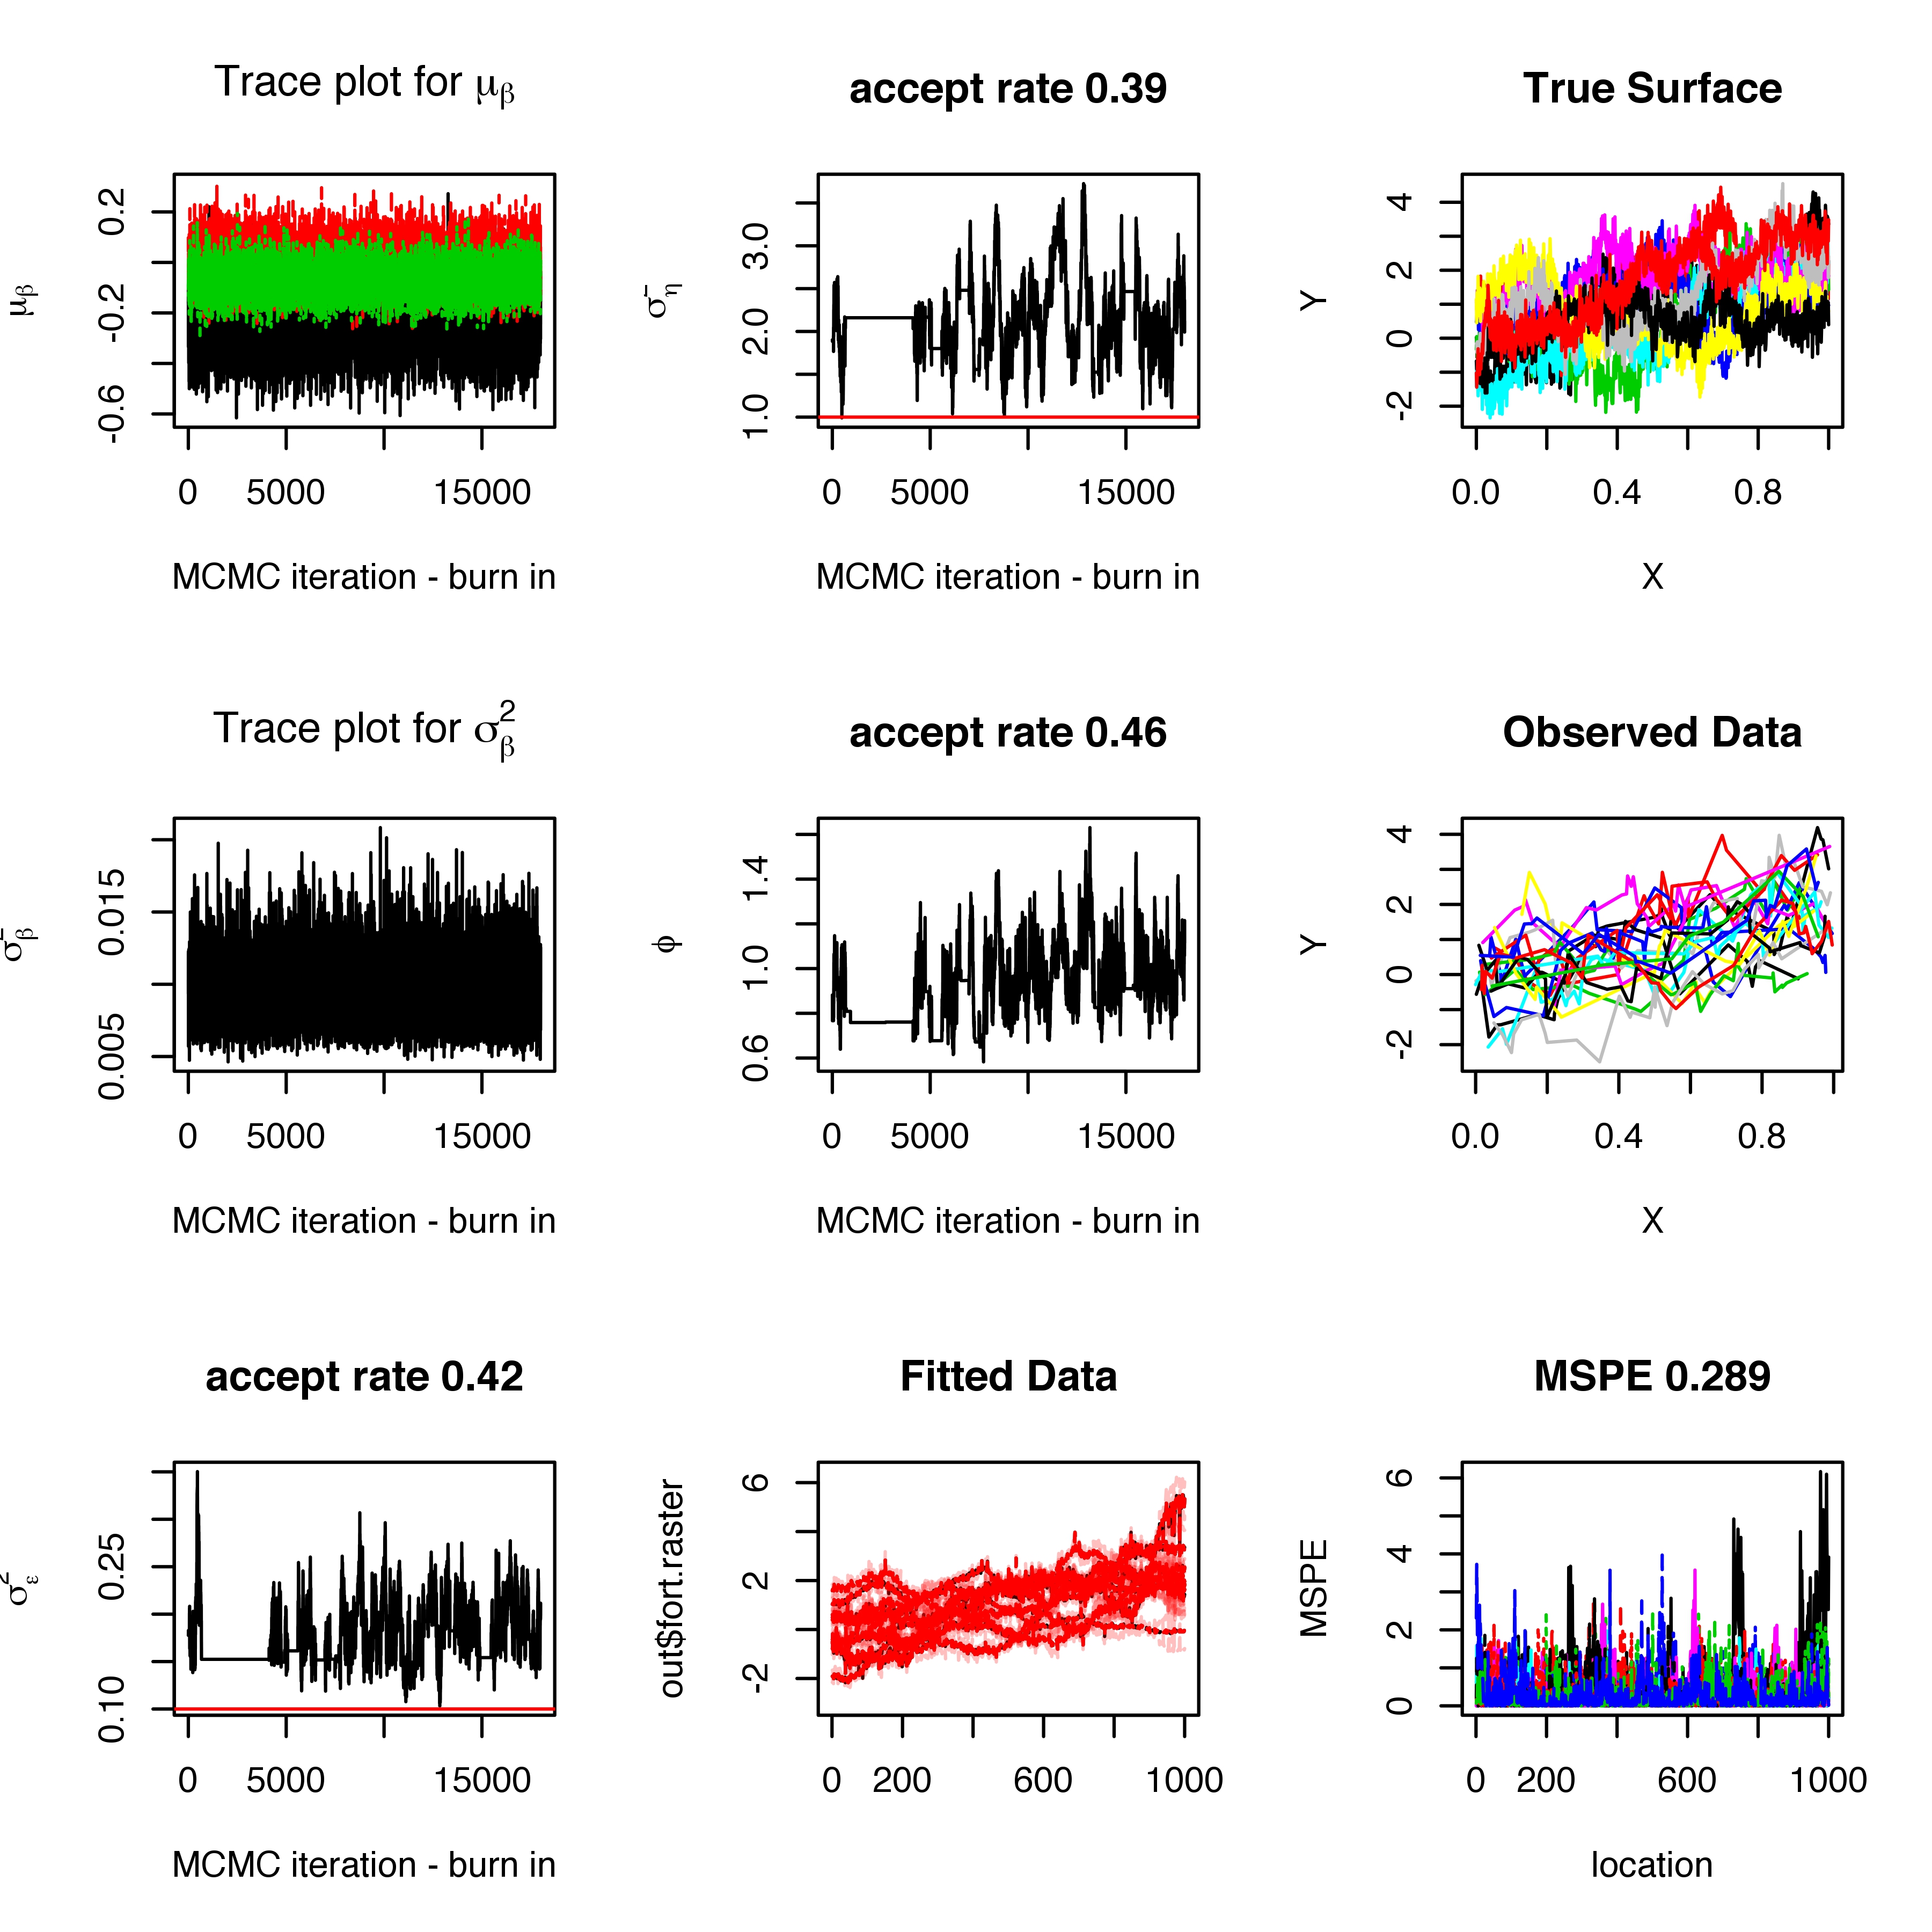 Trace plot for μβ
μβ
0.2
-0.2
-0.6
0 5000 15000
MCMC iteration - burn in
accept rate 0.39
ση
3.0
2.0
1.0
0 5000 15000
MCMC iteration - burn in
True Surface
Y
4
2
0
-2
0.0 0.4 0.8
X
Trace plot for σβ²
σβ
0.015
0.005
0 5000 15000
MCMC iteration - burn in
accept rate 0.46
ϕ
1.4
1.0
0.6
0 5000 15000
MCMC iteration - burn in
Observed Data
Y
4
2
0
-2
0.0 0.4 0.8
X
accept rate 0.42
σε²
0.25
0.10
0 5000 15000
MCMC iteration - burn in
Fitted Data
out$fort.raster
6
2
-2
0 200 600 1000
MSPE 0.289
MSPE
6
4
2
0
0 200 600 1000
location